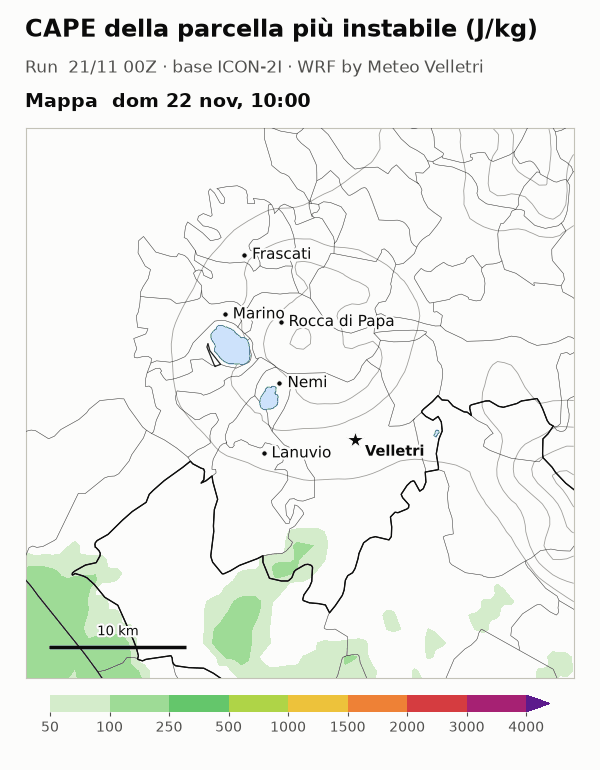 CAPE della parcella più instabile (J/kg)
Run  21/11 00Z · base ICON-2I · WRF by Meteo Velletri
Mappa  dom 22 nov, 10:00
Frascati
Marino
Rocca di Papa
Nemi
Velletri
Lanuvio
10 km
50 100 250 500 1000 1500 2000 3000 4000